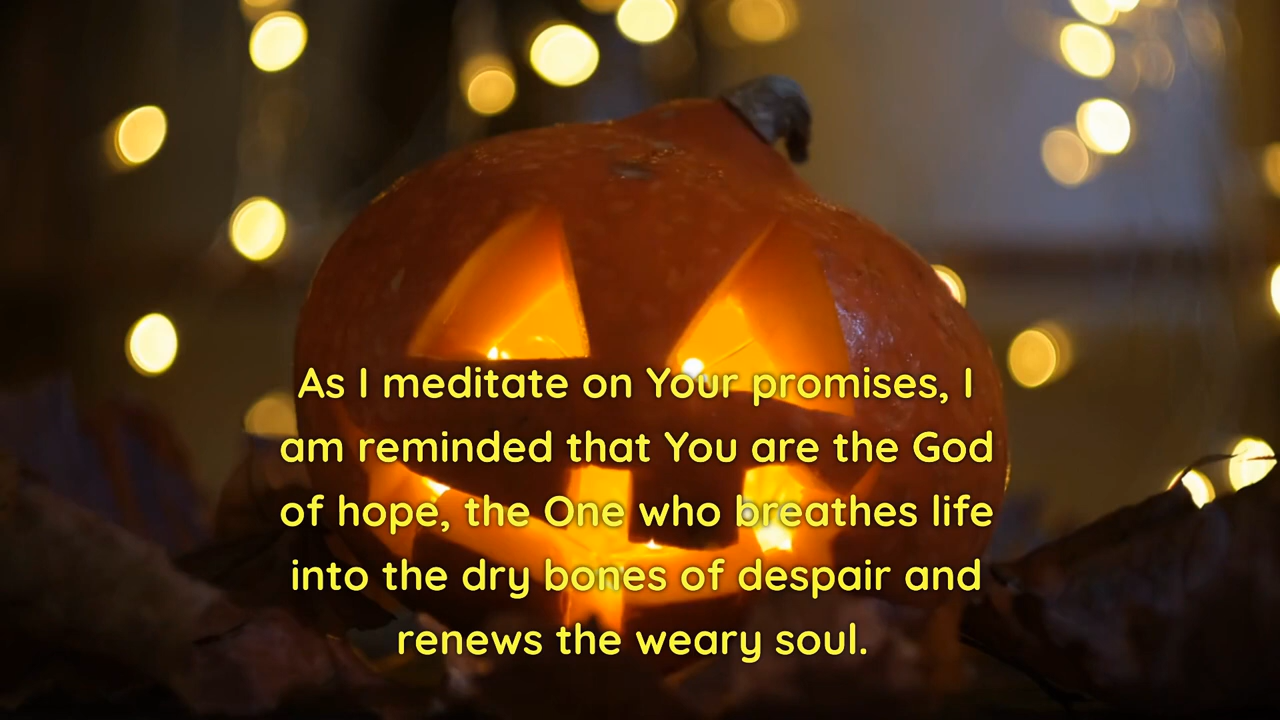 As I meditate on Your promises, I
am reminded that You are the God
of hope, the One who breathes life
into the dry bones of despair and
renews the weary soul.